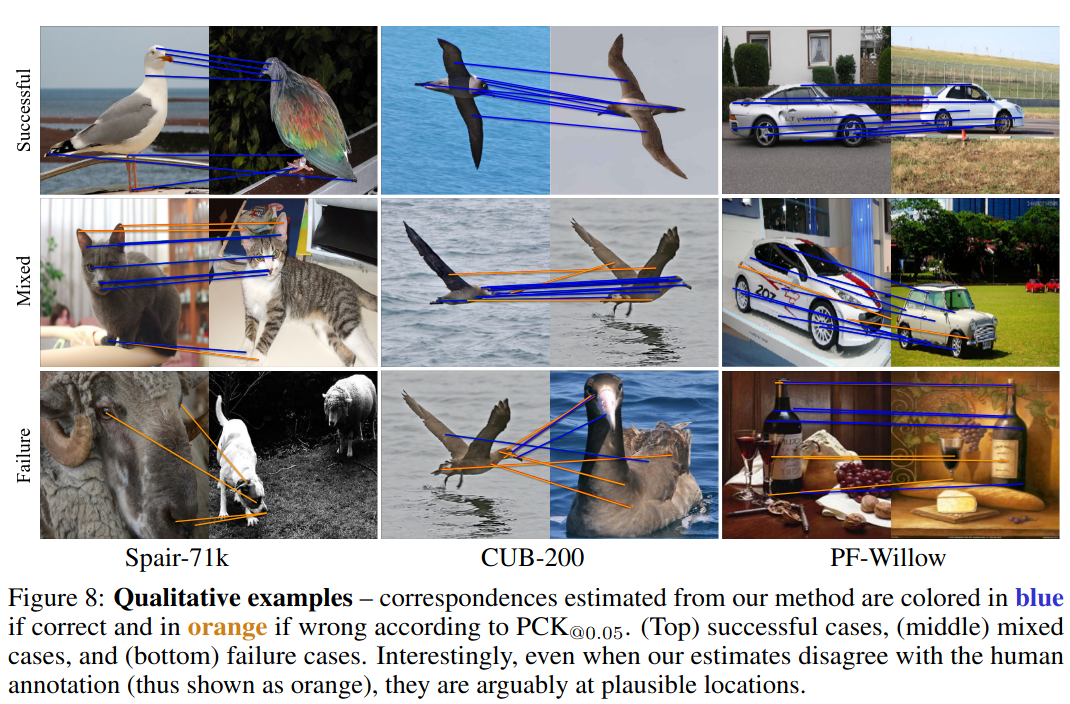 Successful
Mixed
207
Failure
Spair-71k
CUB-200
PF-Willow
Figure 8: Qualitative examples – correspondences estimated from our method are colored in blue
if correct and in orange if wrong according to PCK@0.05. (Top) successful cases, (middle) mixed
cases, and (bottom) failure cases. Interestingly, even when our estimates disagree with the human
annotation (thus shown as orange), they are arguably at plausible locations.